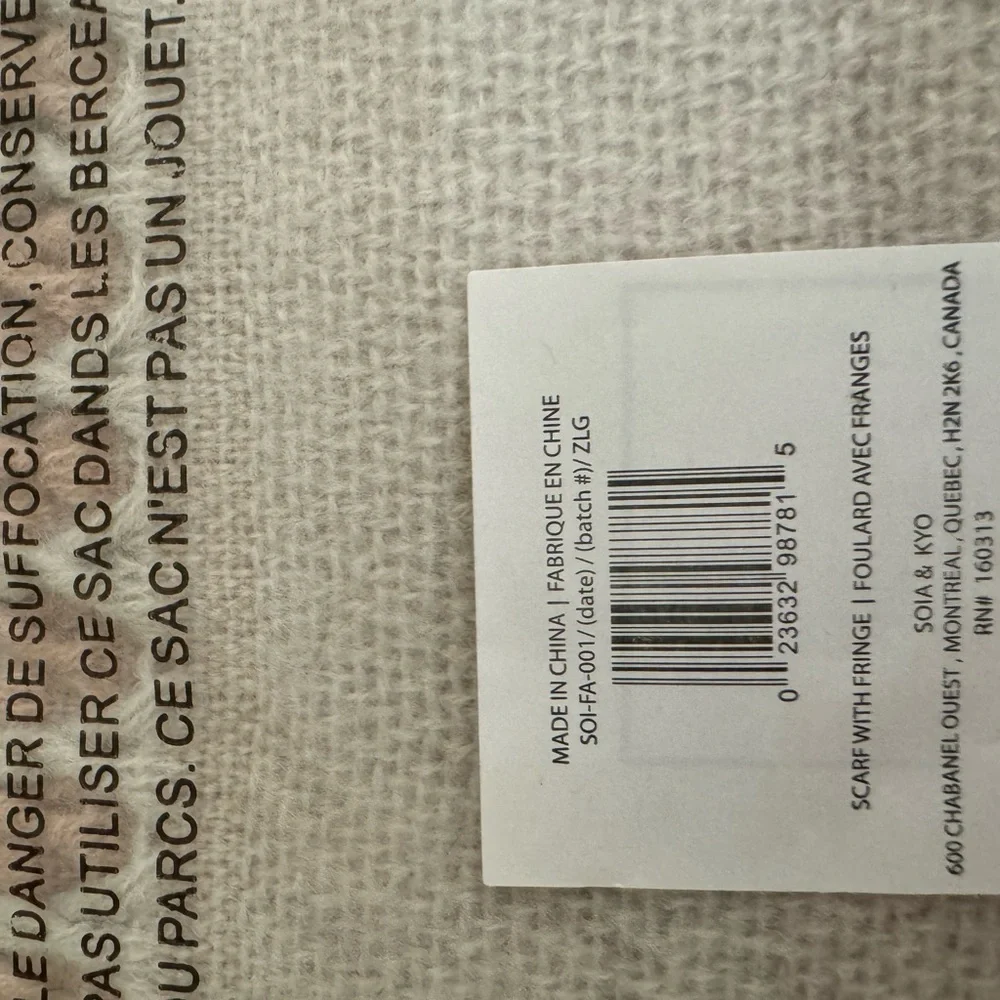 LE DANGER DE SUFFOCATION, CONSERVE
PAS UTILISER CE SAC DANDS LES BERCEA
OU PARCS. CE SAC N'EST PAS UN JOUET.
MADE IN CHINA | FABRIQUE EN CHINE
SOI-FA-001/ (date) / (batch #)/ ZLG
0 23632 98781 5
SCARF WITH FRINGE | FOULARD AVEC FRANGES
SOIA & KYO
600 CHABANEL OUEST , MONTREAL , QUEBEC , H2N 2K6 , CANADA
RN# 160313